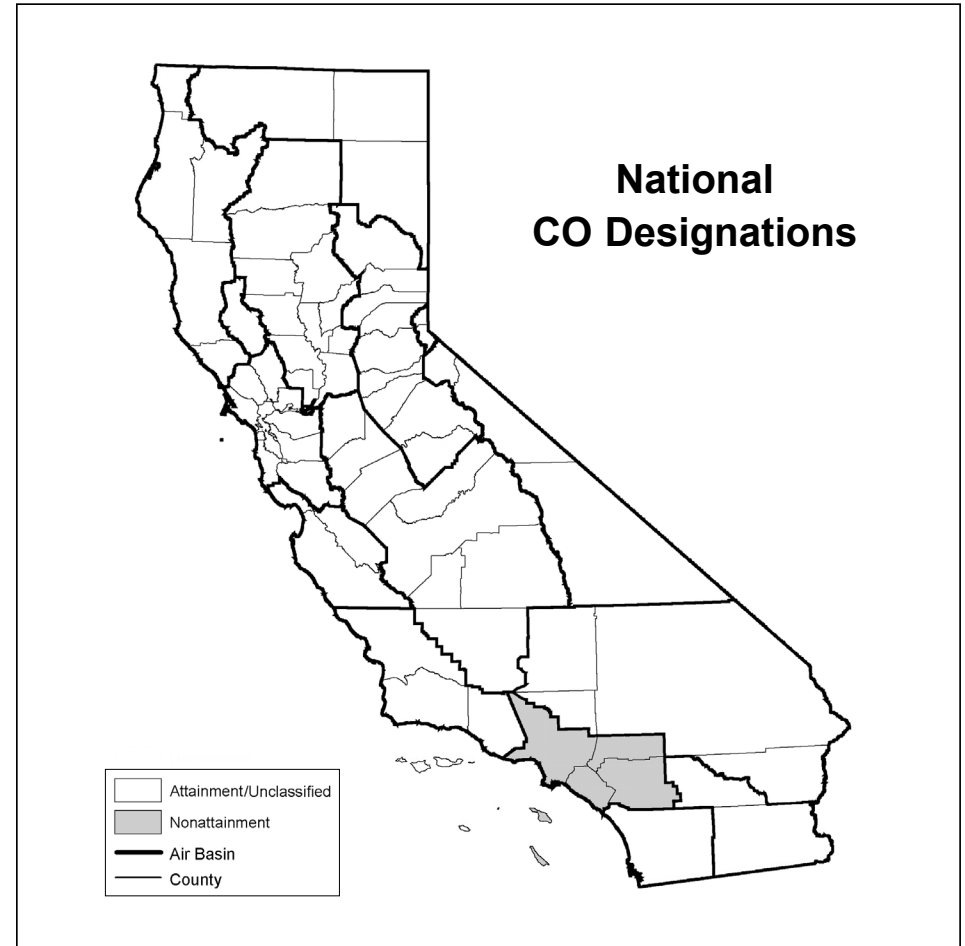 National
CO Designations
Attainment/Unclassified
Nonattainment
Air Basin
County